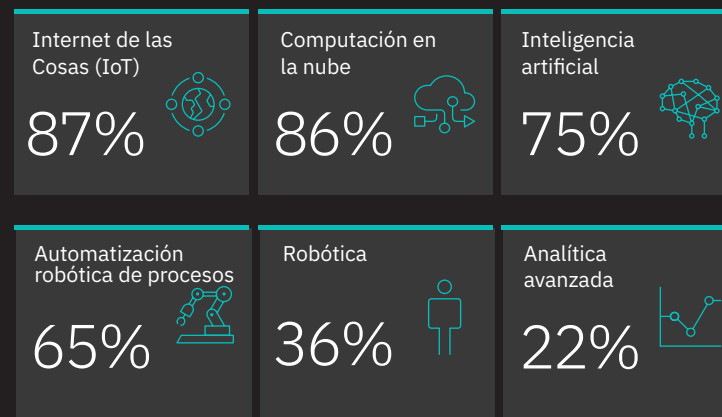 Internet de las
Cosas (IoT)
87%
Computación en
la nube
86%
Inteligencia
artificial
75%
Automatización
robótica de procesos
65%
Robótica
36%
Analítica
avanzada
22%